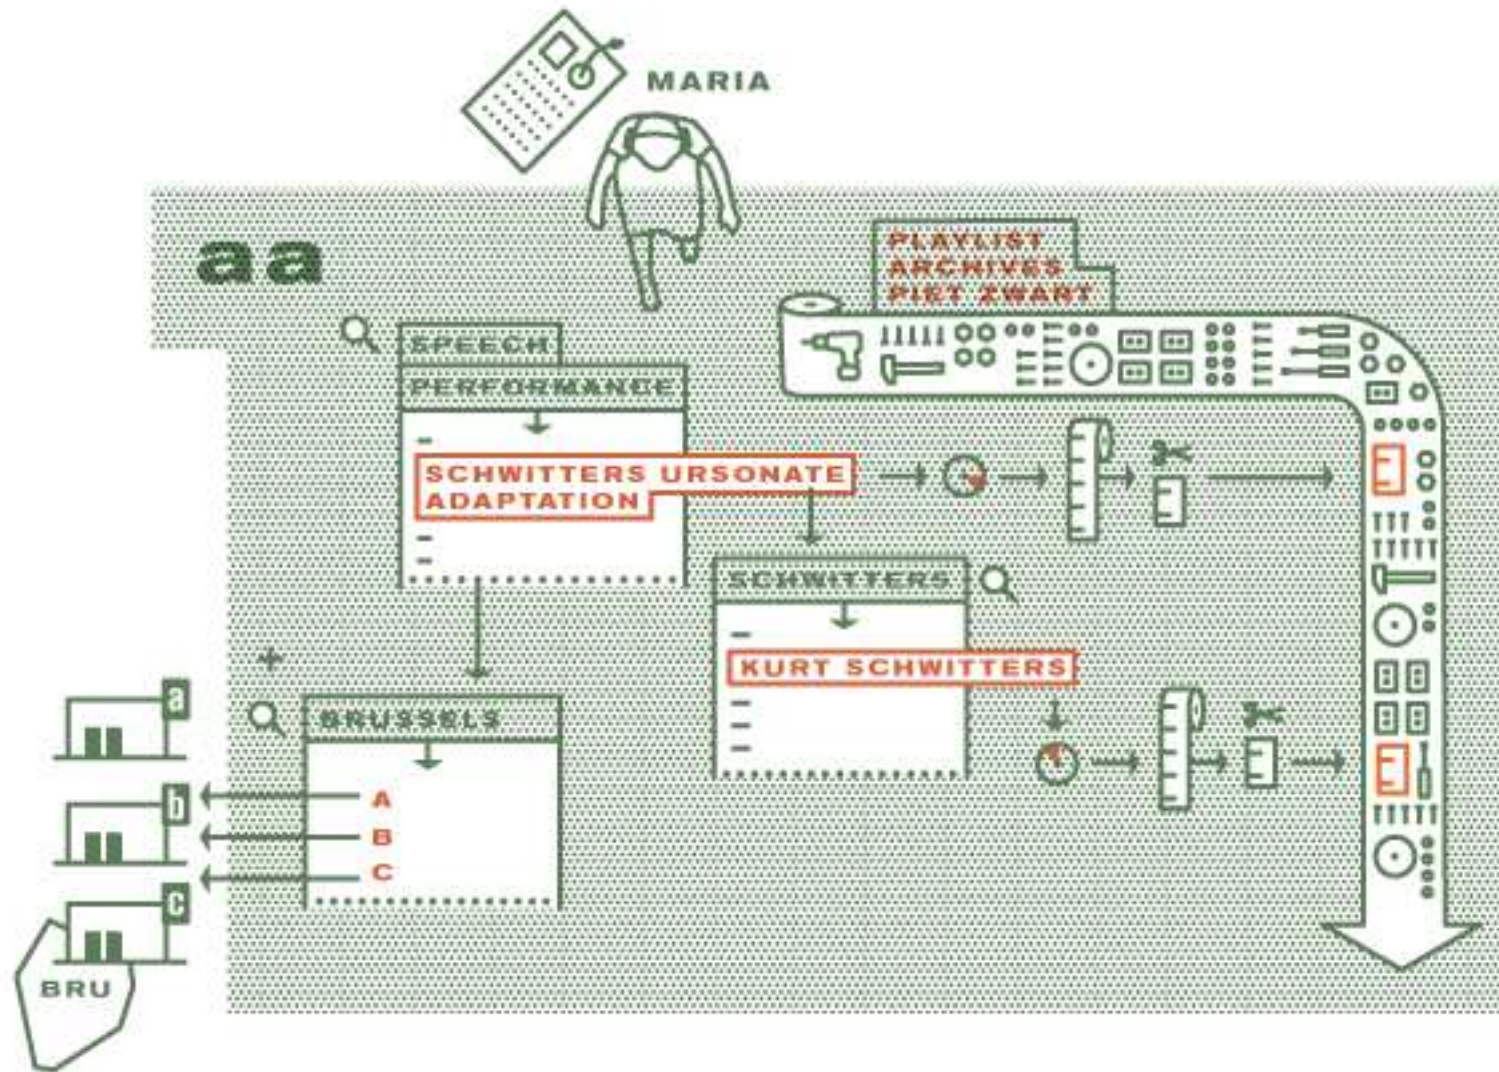 MARIA
aa
PLAYLIST
ARCHIVES
PIET ZWART
SPEECH
PERFORMANCE
SCHWITTERS URSONATE
ADAPTATION
SCHWITTERS
KURT SCHWITTERS
BRUSSELS
A
B
C
a
b
c
BRU